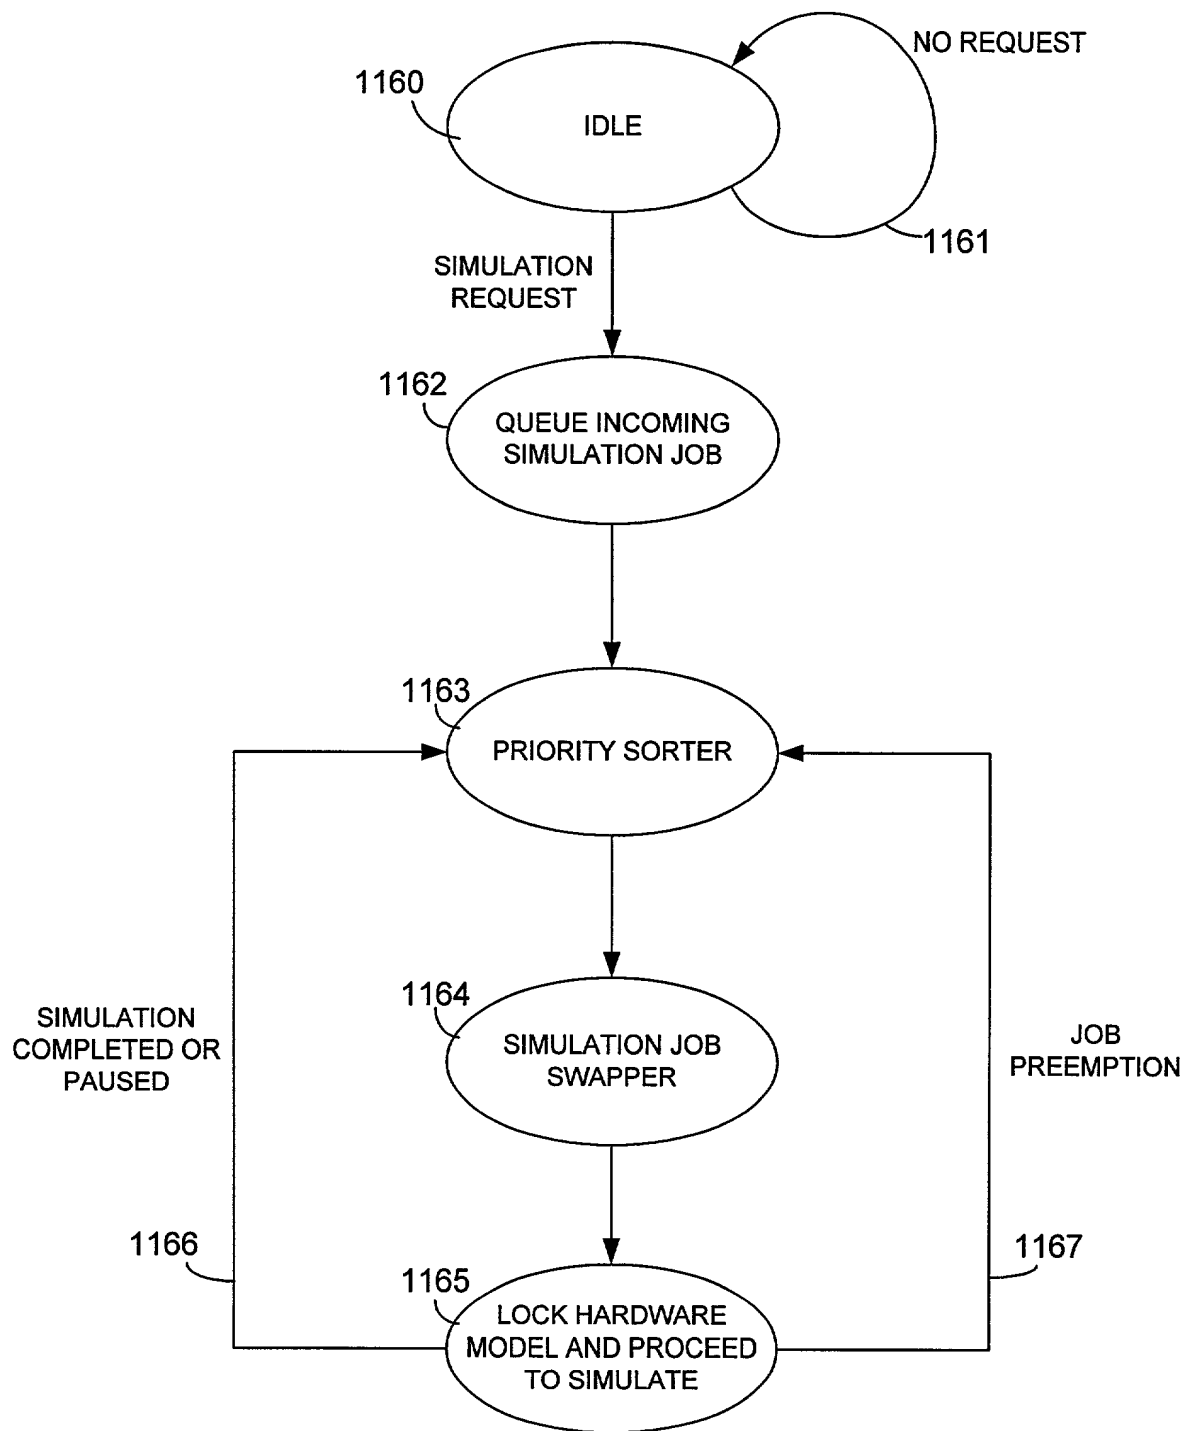 NO REQUEST
1160
IDLE
1161
SIMULATION
REQUEST
1162
QUEUE INCOMING
SIMULATION JOB
1163
PRIORITY SORTER
1164
SIMULATION JOB
SWAPPER
SIMULATION
COMPLETED OR
PAUSED
JOB
PREEMPTION
1166
1167
1165
LOCK HARDWARE
MODEL AND PROCEED
TO SIMULATE